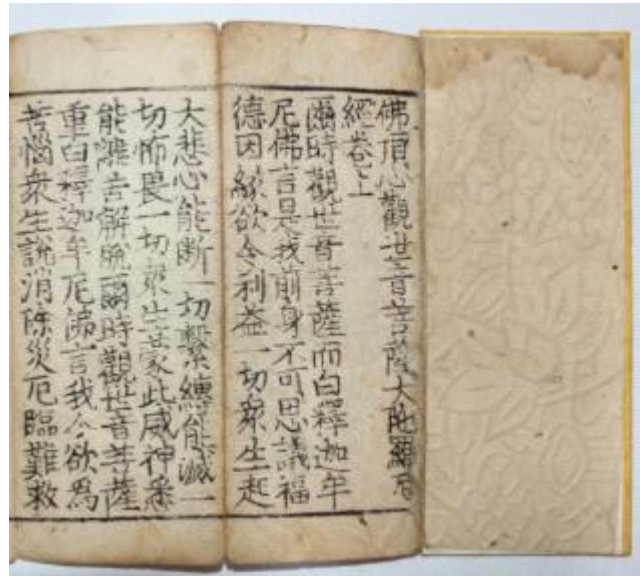 佛頂心觀世音菩薩大陀羅尼
經卷上
爾時觀世音菩薩而白釋迦牟
尼佛言是我前身不可思議福
德因緣欲令利益一切衆生起
大悲心能断一切繫縛能滅一
切怖畏一切衆生蒙此威神悉
能離苦解脫爾時觀世音菩薩
重白釋迦牟尼佛言我今欲爲
苦惱衆生說消除災厄臨難救